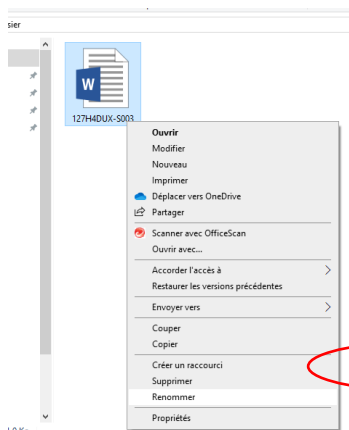 sier
W
127H4DUX-S003
Ouvrir
Modifier
Nouveau
Imprimer
Déplacer vers OneDrive
Partager
Scanner avec OfficeScan
Ouvrir avec...
Accorder l'accès à
Restaurer les versions précédentes
Envoyer vers
Couper
Copier
Créer un raccourci
Supprimer
Renommer
Propriétés